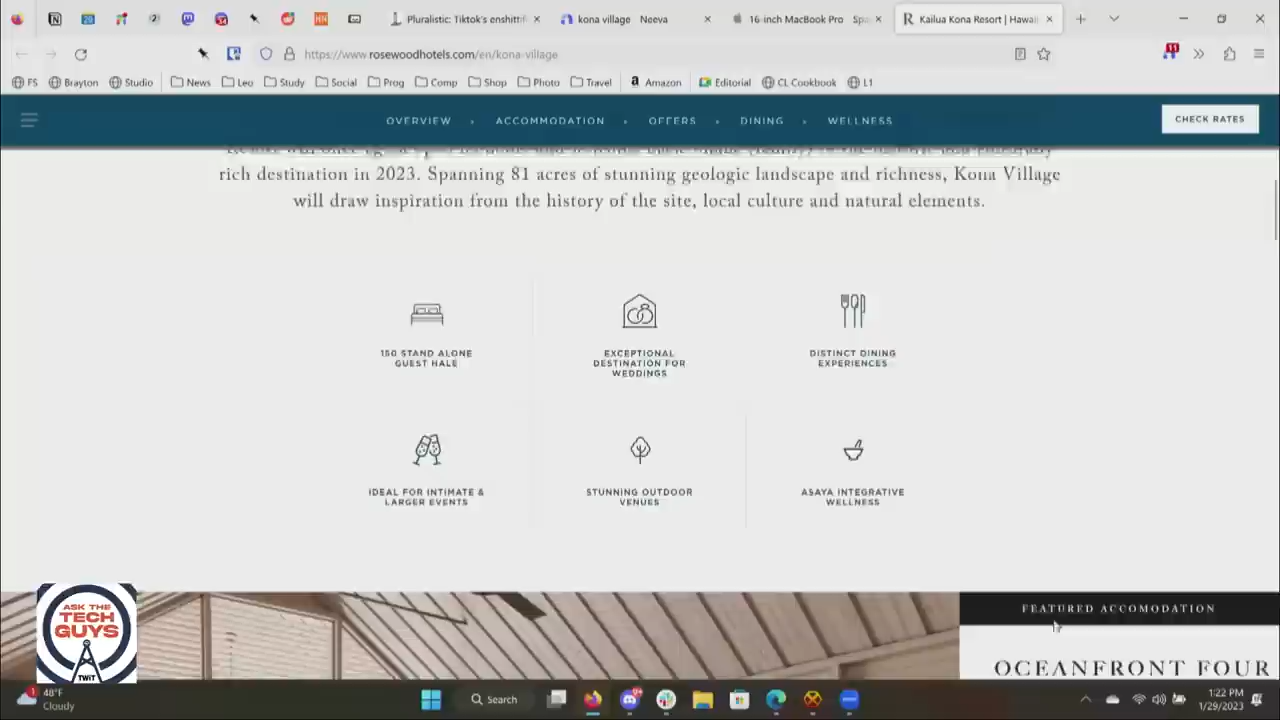 Pluralistic: Tiktok's enshittif
kona village Neeva
16-inch MacBook Pro Spa
Kailua Kona Resort | Hawaii
https://www.rosewoodhotels.com/en/kona-village
11
FS Brayton Studio News Leo Study Social Prog Comp Shop Photo Travel Amazon Editorial CL Cookbook L1
OVERVIEW • ACCOMMODATION • OFFERS • DINING • WELLNESS
CHECK RATES
rich destination in 2023. Spanning 81 acres of stunning geologic landscape and richness, Kona Village
will draw inspiration from the history of the site, local culture and natural elements.
150 STAND ALONE
GUEST HALE
EXCEPTIONAL
DESTINATION FOR
WEDDINGS
DISTINCT DINING
EXPERIENCES
IDEAL FOR INTIMATE &
LARGER EVENTS
STUNNING OUTDOOR
VENUES
ASAYA INTEGRATIVE
WELLNESS
FEATURED ACCOMODATION
OCEANFRONT FOUR
ASK THE
TECH
GUYS
TWiT
1
48°F
Cloudy
Search
1:22 PM
1/29/2023